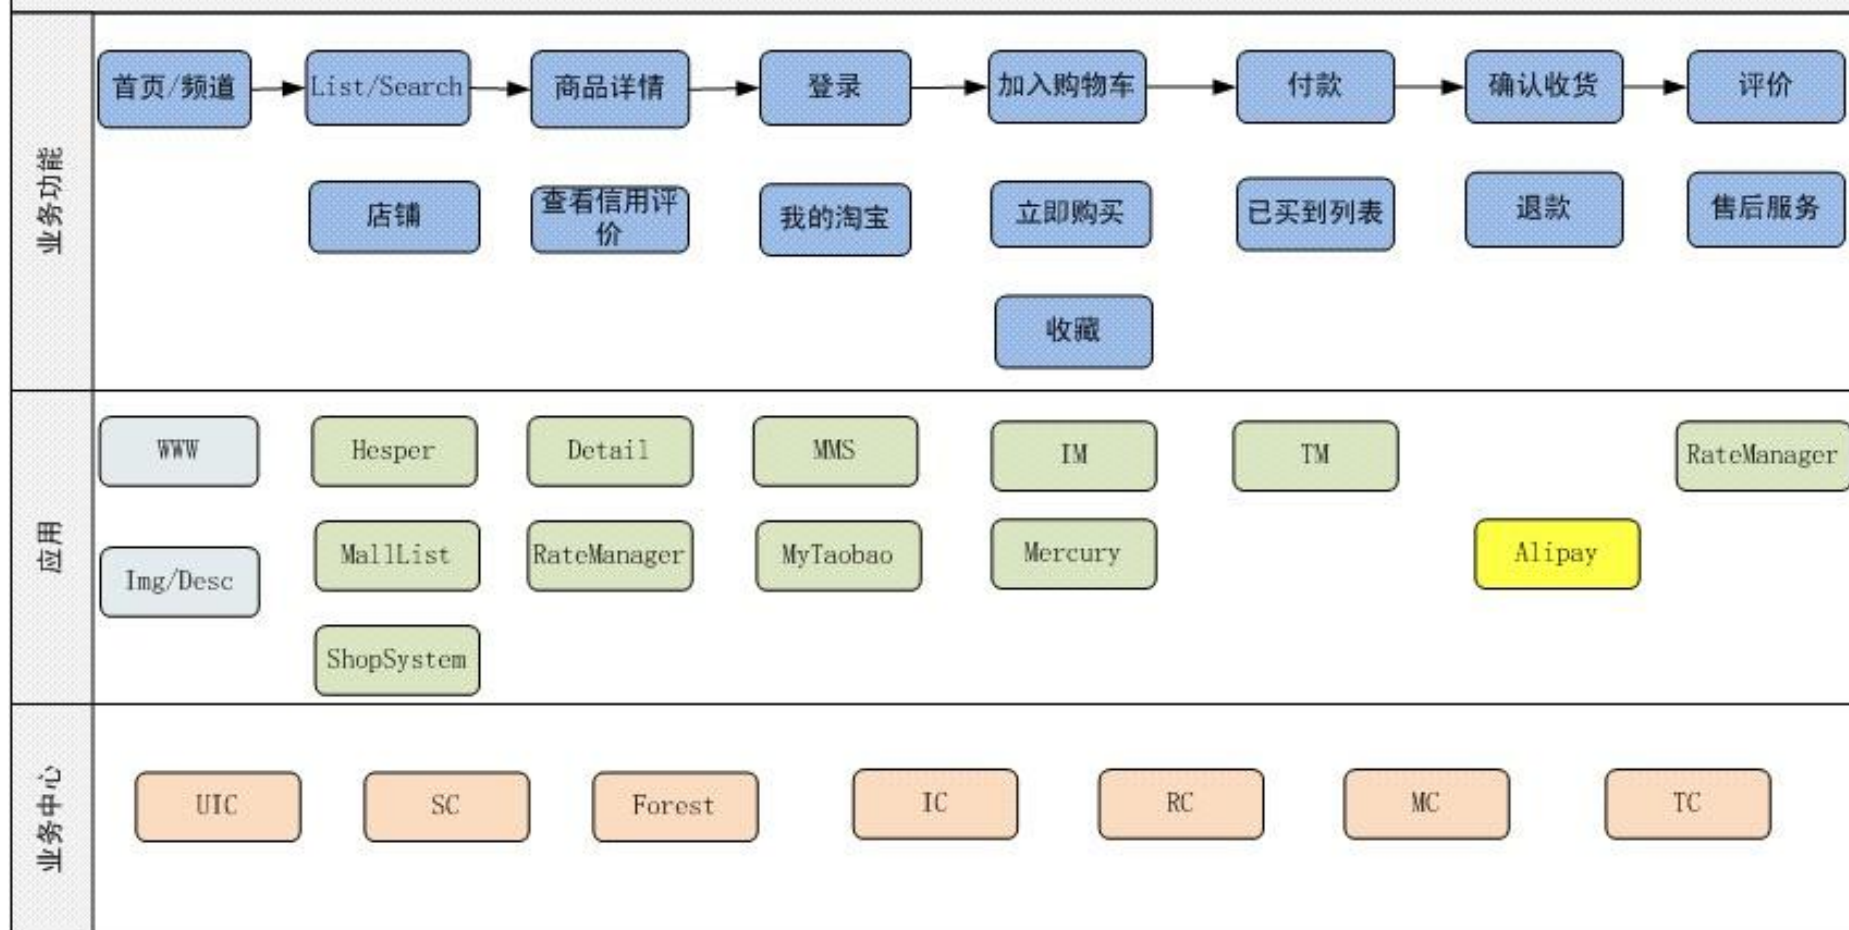 业务功能
首页/频道
List/Search
商品详情
登录
加入购物车
付款
确认收货
评价
店铺
查看信用评
价
我的淘宝
立即购买
已买到列表
退款
售后服务
收藏
应用
WWW
Hesper
Detail
MMS
IM
TM
RateManager
Img/Desc
MallList
RateManager
MyTaobao
Mercury
Alipay
ShopSystem
业务中心
UIC
SC
Forest
IC
RC
MC
TC